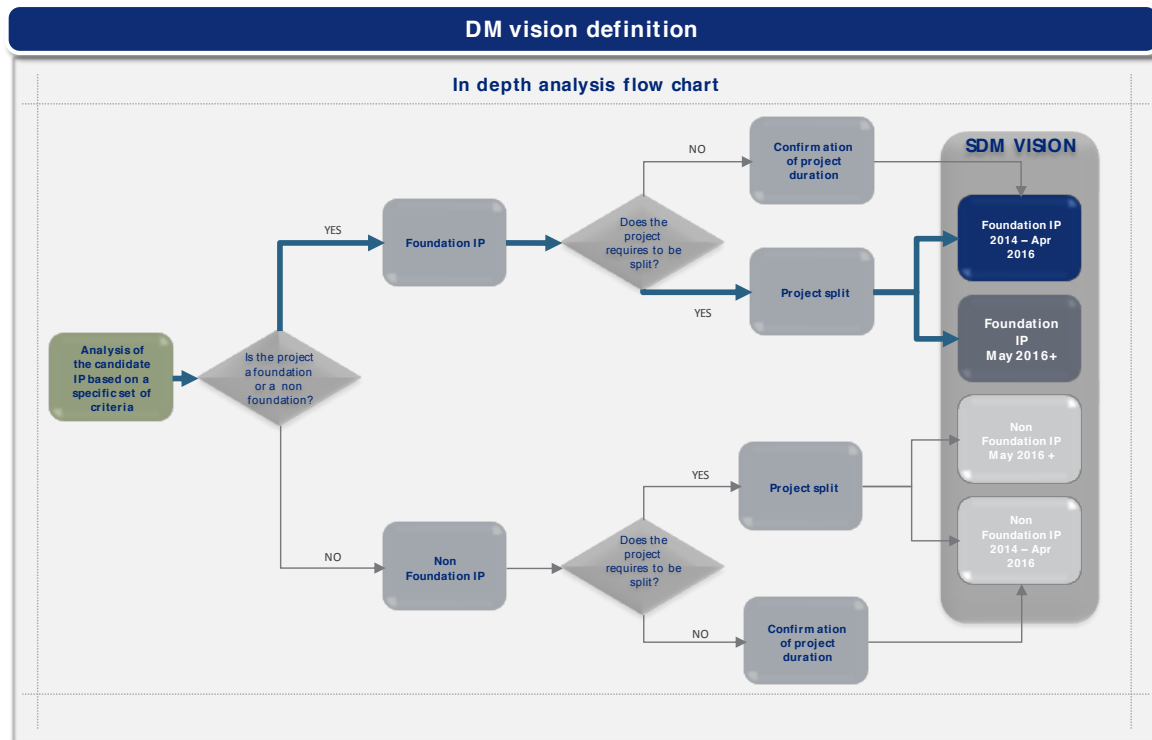 DM vision definition
In depth analysis flow chart
NO
Confirmation
of project
duration
SDM VISION
YES
Foundation IP
Does the
project
requires to be
split?
Foundation IP
2014 – Apr
2016
YES
Project split
Foundation
IP
May 2016+
Analysis of
the candidate
IP based on a
specific set of
criteria
Is the project
a foundation
or a non
foundation?
Non
Foundation IP
May 2016 +
YES
Project split
NO
Non
Foundation IP
Does the
project
requires to be
split?
Non
Foundation IP
2014 – Apr
2016
NO
Confirmation
of project
duration